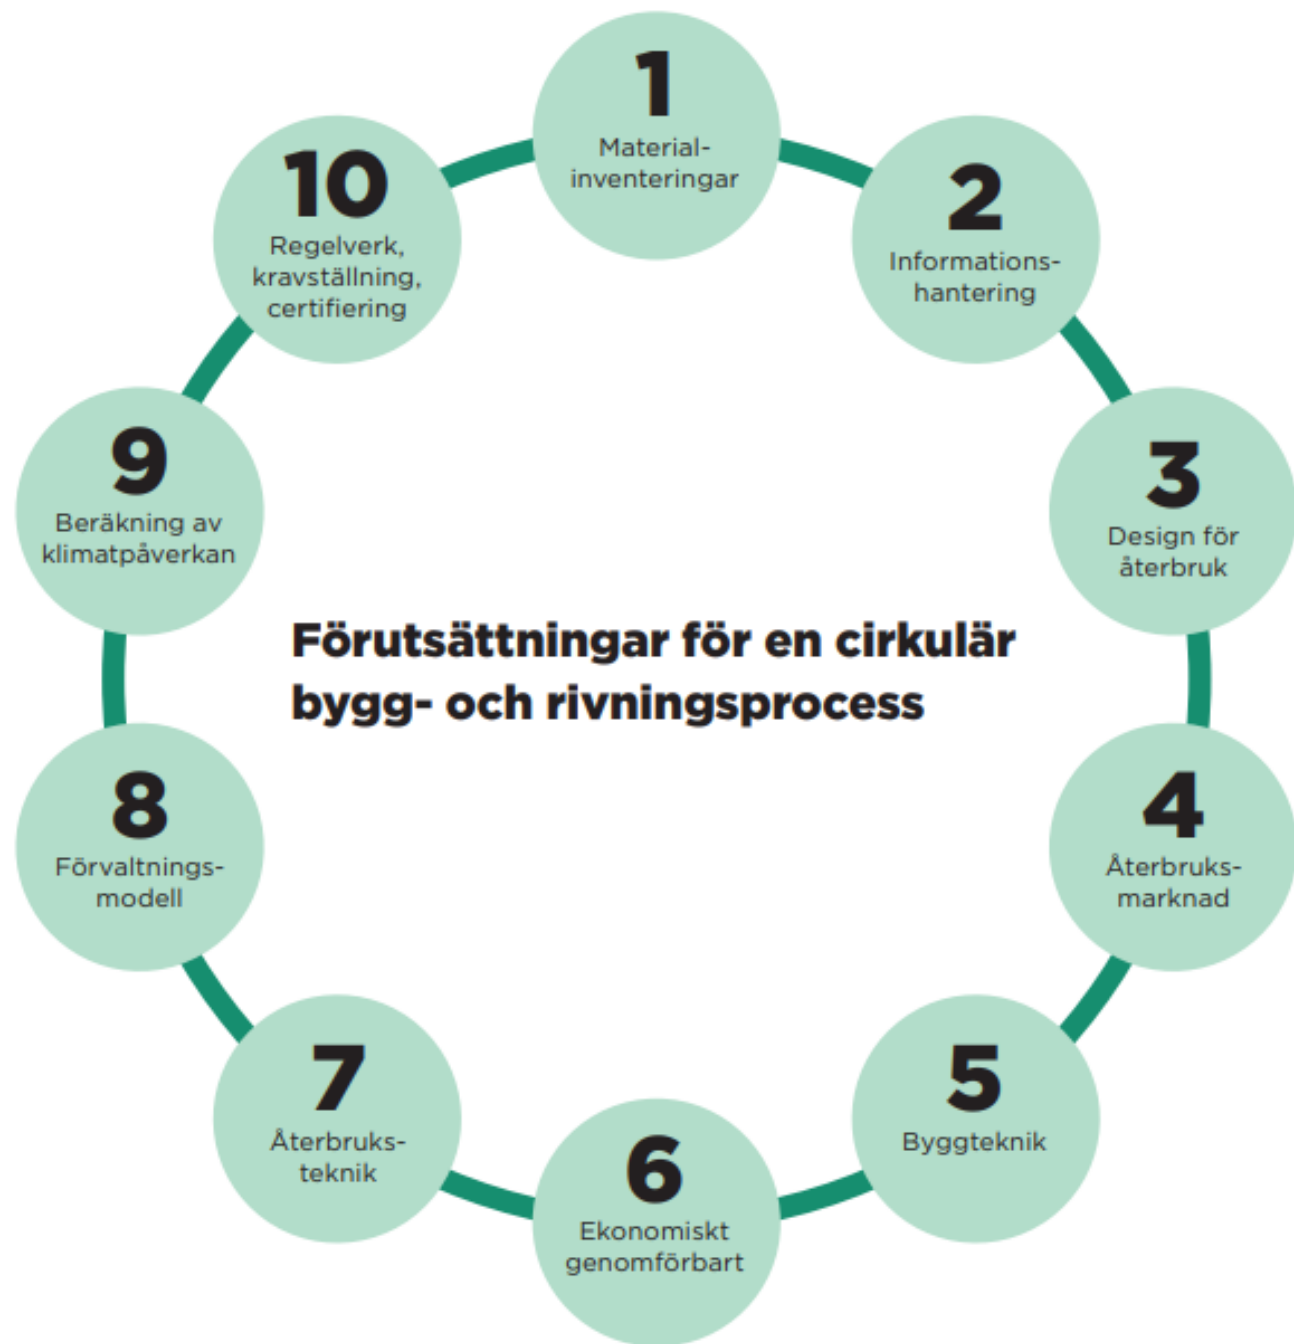 1
Material-
inventeringar
2
Informations-
hantering
3
Design för
återbruk
4
Återbruks-
marknad
5
Byggteknik
6
Ekonomiskt
genomförbart
7
Återbruks-
teknik
8
Förvaltnings-
modell
9
Beräkning av
klimatpåverkan
10
Regelverk,
kravställning,
certifiering
Förutsättningar för en cirkulär
bygg- och rivningsprocess